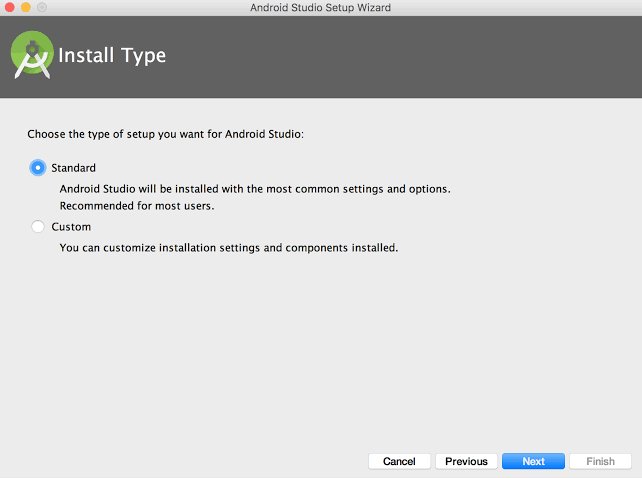 Android Studio Setup Wizard
Install Type
Choose the type of setup you want for Android Studio:
Standard
Android Studio will be installed with the most common settings and options.
Recommended for most users.
Custom
You can customize installation settings and components installed.
Cancel Previous Next Finish